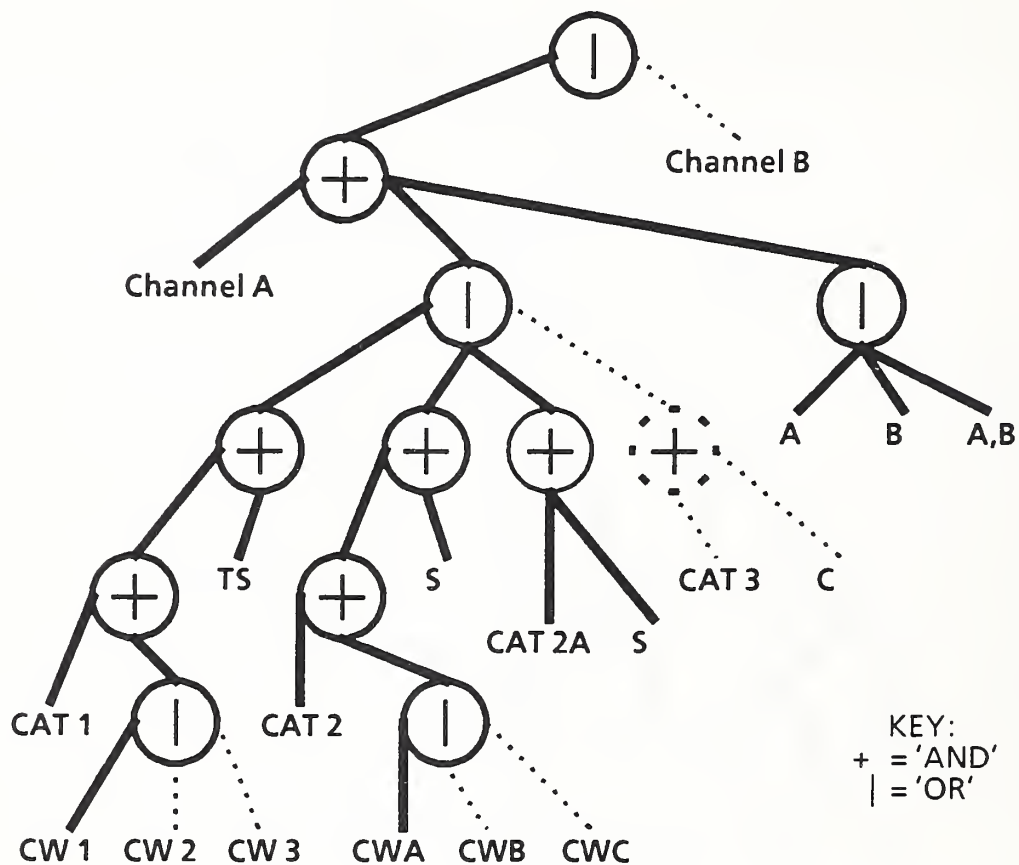 |
Channel B
+
Channel A
|
|
+ + + +
A B A,B
TS S CAT 3 C
+ +
CAT 2A S
CAT 1 | CAT 2 |
KEY:
+ = 'AND'
| = 'OR'
CW 1 CW 2 CW 3 CWA CWB CWC